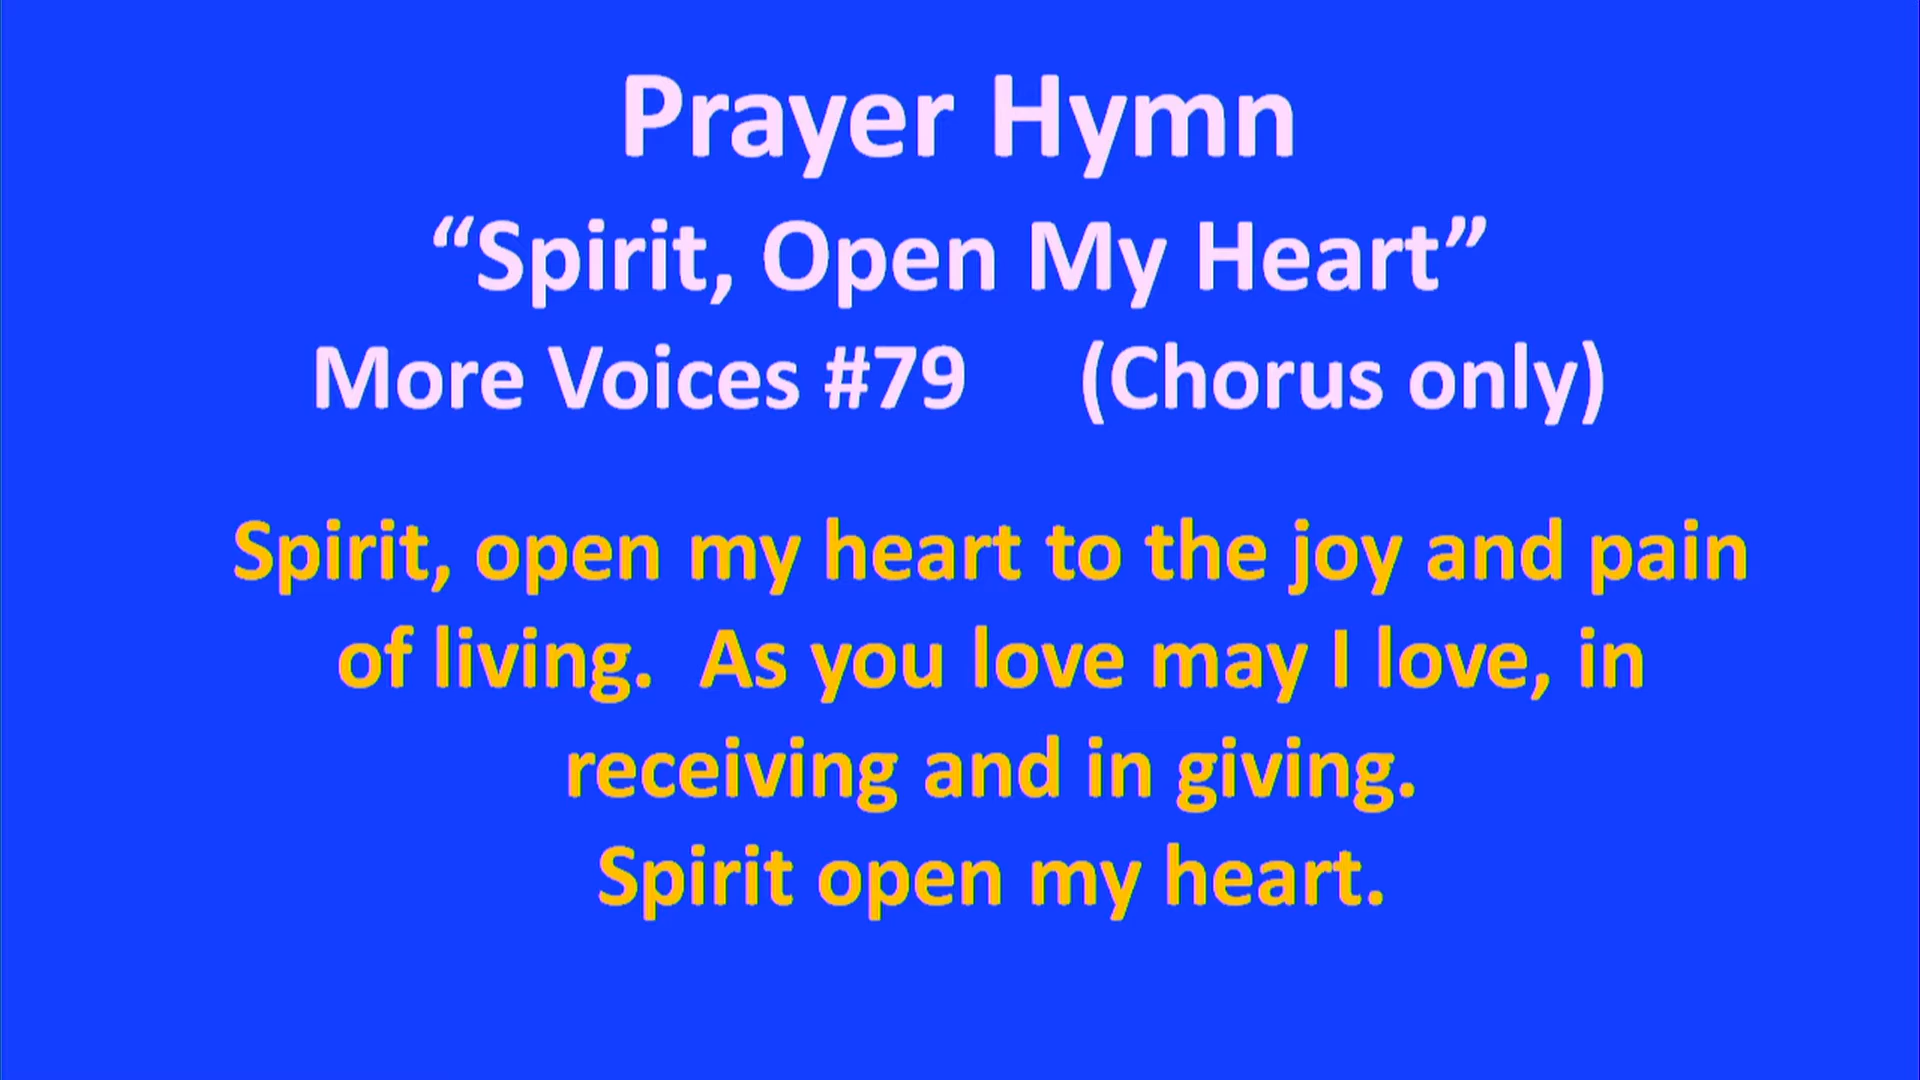 Prayer Hymn
“Spirit, Open My Heart”
More Voices #79 (Chorus only)
Spirit, open my heart to the joy and pain
of living. As you love may I love, in
receiving and in giving.
Spirit open my heart.